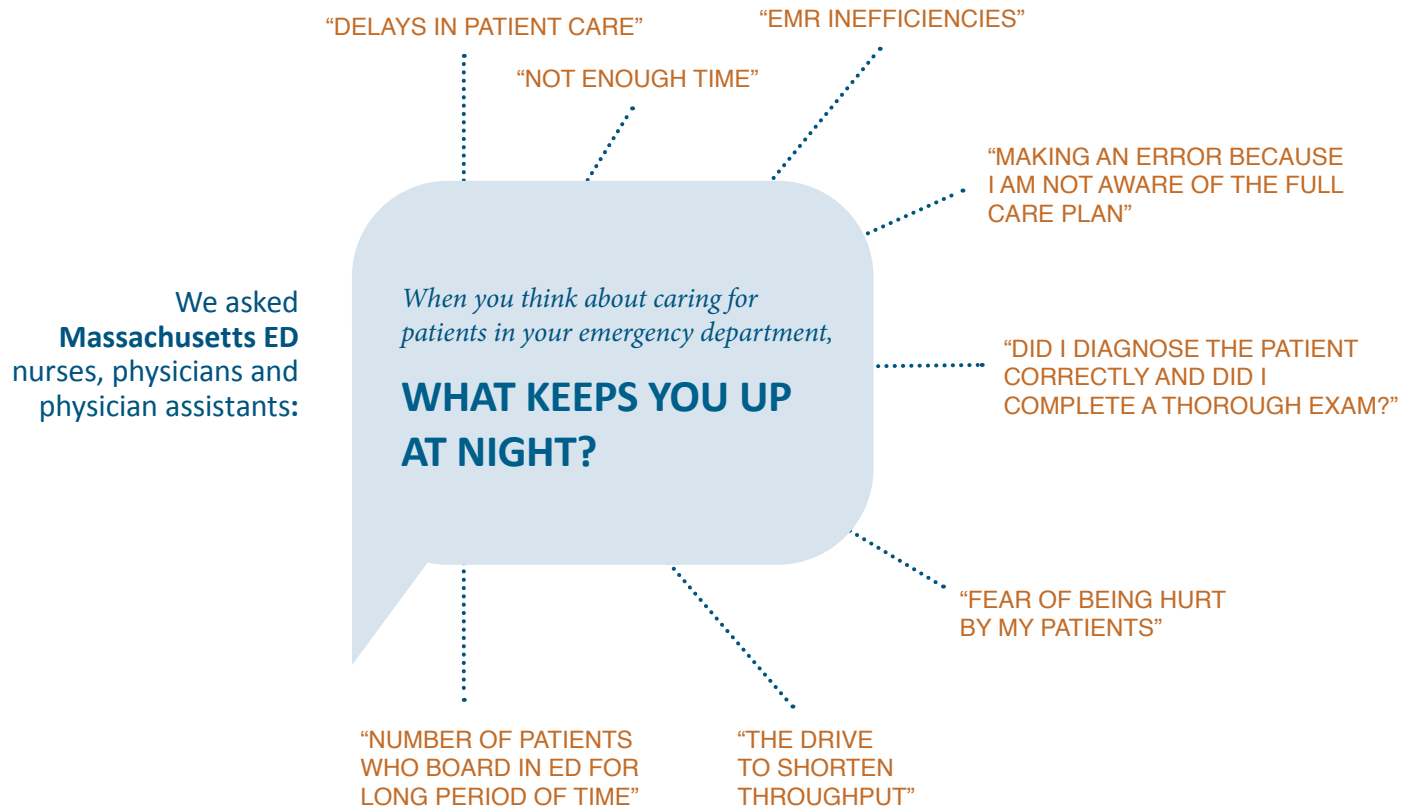 “DELAYS IN PATIENT CARE”
“EMR INEFFICIENCIES”
“NOT ENOUGH TIME”
“MAKING AN ERROR BECAUSE
I AM NOT AWARE OF THE FULL
CARE PLAN”
We asked
Massachusetts ED
nurses, physicians and
physician assistants:
When you think about caring for
patients in your emergency department,
WHAT KEEPS YOU UP
AT NIGHT?
“DID I DIAGNOSE THE PATIENT
CORRECTLY AND DID I
COMPLETE A THOROUGH EXAM?”
“FEAR OF BEING HURT
BY MY PATIENTS”
“NUMBER OF PATIENTS
WHO BOARD IN ED FOR
LONG PERIOD OF TIME”
“THE DRIVE
TO SHORTEN
THROUGHPUT”